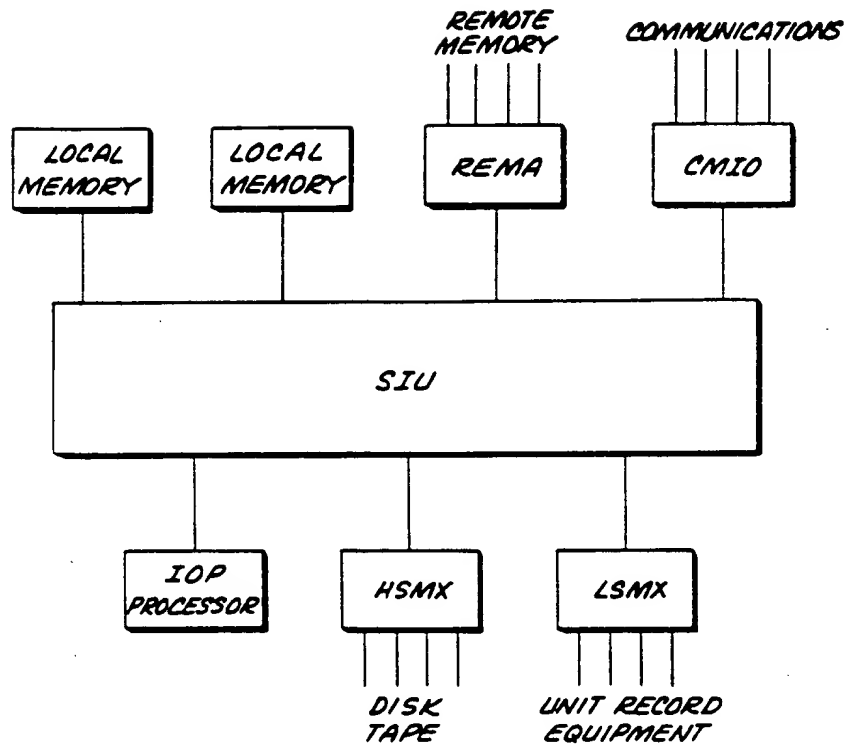 REMOTE
MEMORY
COMMUNICATIONS
LOCAL
MEMORY
LOCAL
MEMORY
REMA
CMIO
SIU
IOP
PROCESSOR
HSMX
LSMX
DISK
TAPE
UNIT RECORD
EQUIPMENT